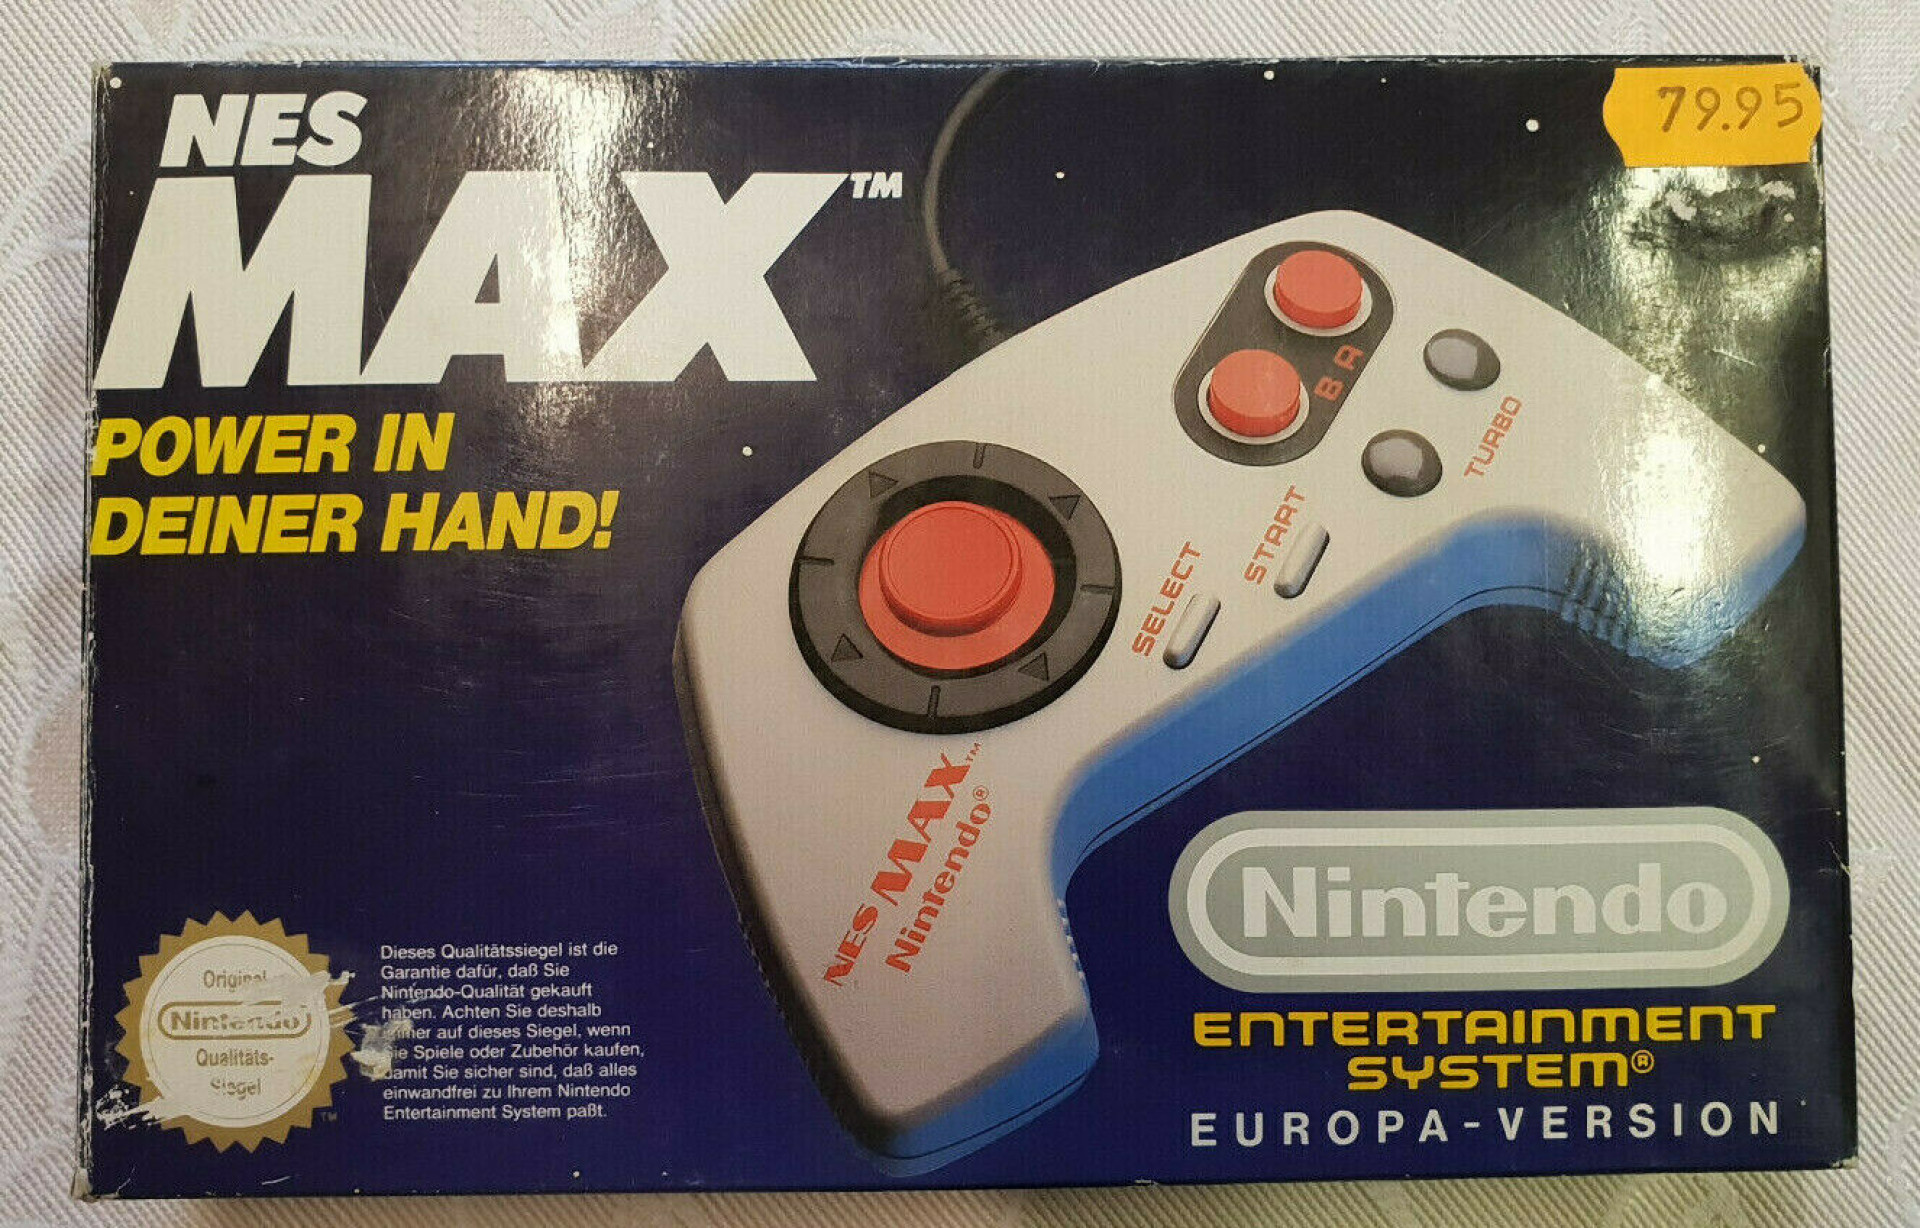 NES
MAX™
POWER IN
DEINER HAND!
79.95
B A
TURBO
SELECT
START
NES MAX™
Nintendo®
Original
Nintendo
Qualitäts-
Siegel
TM
Dieses Qualitätssiegel ist die
Garantie dafür, daß Sie
Nintendo-Qualität gekauft
haben. Achten Sie deshalb
auf dieses Siegel, wenn
Spiele oder Zubehör kaufen,
damit Sie sicher sind, daß alles
einwandfrei zu Ihrem Nintendo
Entertainment System paßt.
Nintendo
ENTERTAINMENT
SYSTEM®
EUROPA-VERSION